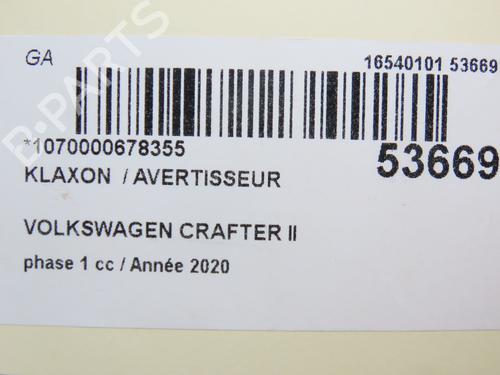 GA
16540101 53669
*1070000678355
53669
KLAXON / AVERTISSEUR
VOLKSWAGEN CRAFTER II
phase 1 cc / Année 2020
B-PARTS